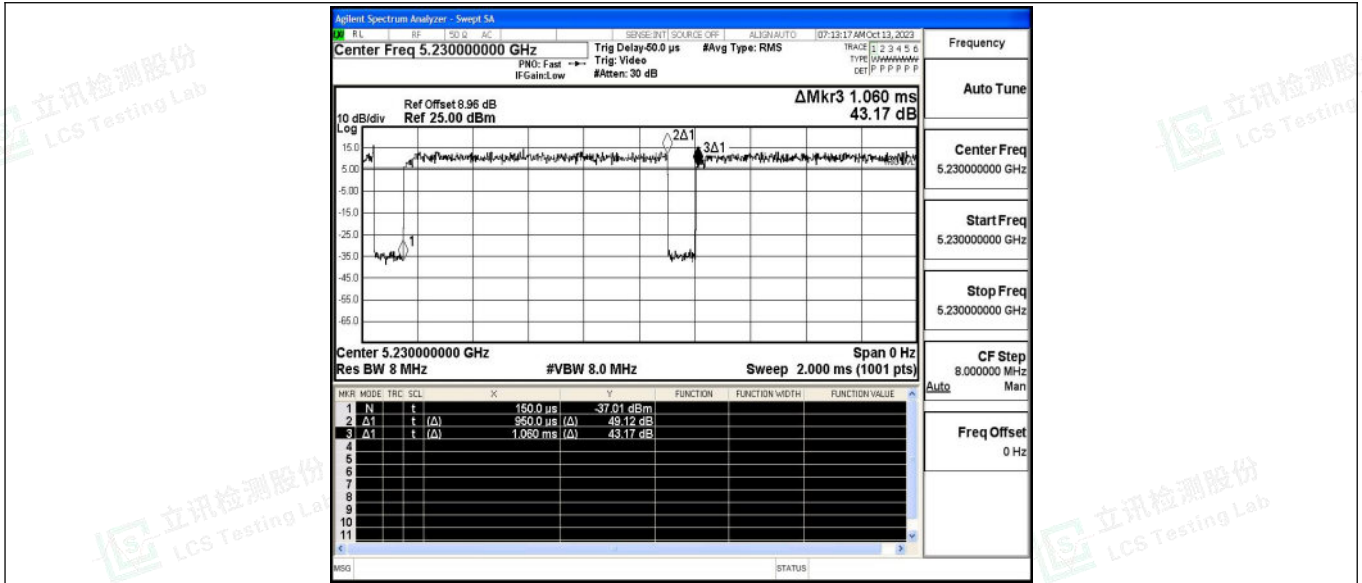 Agilent Spectrum Analyzer - Swept SA
RL RF 50 Ω AC SENSE:INT SOURCE OFF ALIGNAUTO 07:13:17 AM Oct 13, 2023
Center Freq 5.230000000 GHz
PNO: Fast
IFGain:Low
Trig Delay-50.0 µs
Trig: Video
#Atten: 30 dB
#Avg Type: RMS
TRACE 1 2 3 4 5 6
TYPE
DET P P P P P P
Frequency
Auto Tune
Center Freq
5.230000000 GHz
Start Freq
5.230000000 GHz
Stop Freq
5.230000000 GHz
CF Step
8.000000 MHz
Auto Man
Freq Offset
0 Hz
ΔMkr3 1.060 ms
43.17 dB
Ref Offset 8.96 dB
10 dB/div Ref 25.00 dBm
Log
15.0
5.00
-5.00
-15.0
-25.0
-35.0
-45.0
-55.0
-65.0
2Δ1
3Δ1
1
Center 5.230000000 GHz Span 0 Hz
Res BW 8 MHz #VBW 8.0 MHz Sweep 2.000 ms (1001 pts)
MKR MODE TRC SCL X Y FUNCTION FUNCTION WIDTH FUNCTION VALUE
1 N t 150.0 µs -37.01 dBm
2 Δ1 t (Δ) 950.0 µs (Δ) 49.12 dB
3 Δ1 t (Δ) 1.060 ms (Δ) 43.17 dB
4
5
6
7
8
9
10
11
MSG STATUS
立讯检测股份
LCS Testing Lab
立讯检测股
LCS Testing
立讯检测股份
LCS Testing La
立讯检测股份
LCS Testing Lab